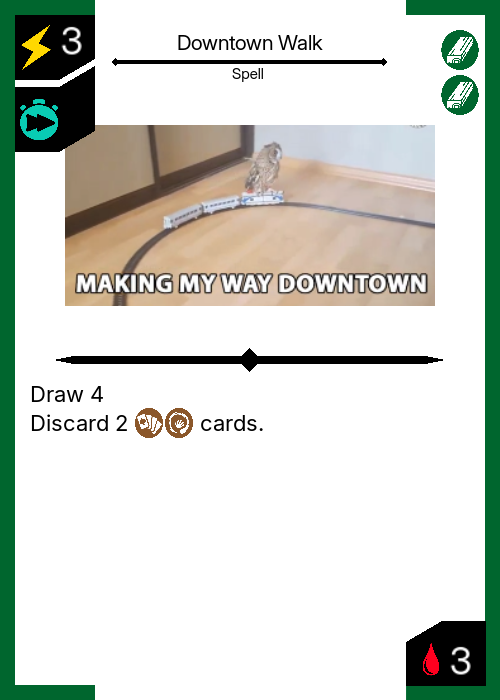 3
Downtown Walk
Spell
MAKING MY WAY DOWNTOWN
Draw 4
Discard 2 cards.
3